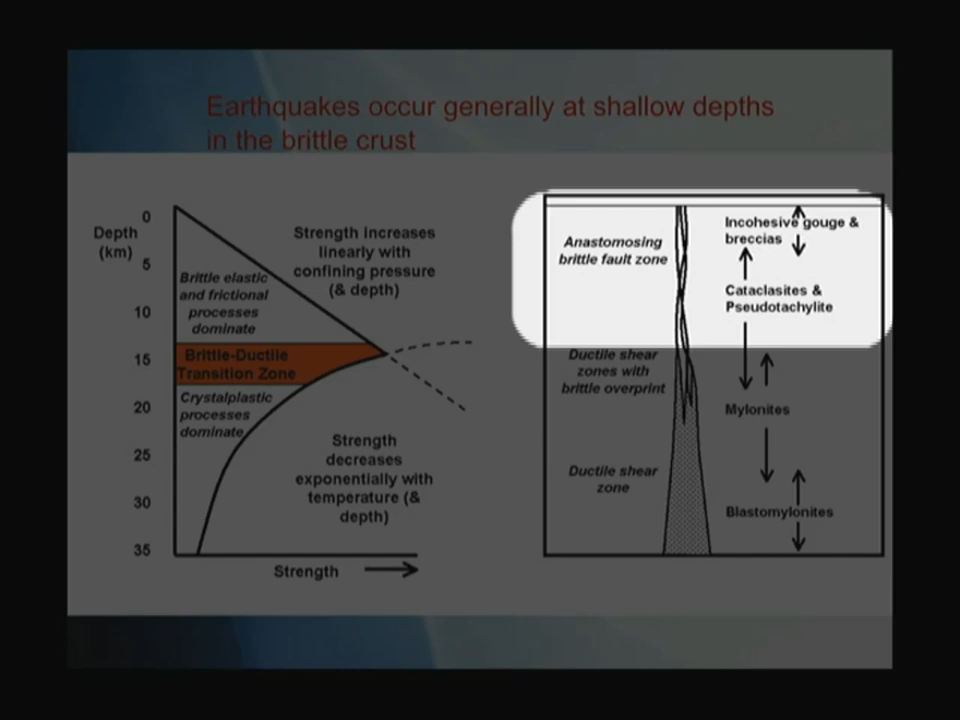 Earthquakes occur generally at shallow depths
in the brittle crust
Depth
(km)
0
5
10
15
20
25
30
35
Brittle elastic
and frictional
processes
dominate
Brittle-Ductile
Transition Zone
Crystalplastic
processes
dominate
Strength increases
linearly with
confining pressure
(& depth)
Strength
decreases
exponentially with
temperature (&
depth)
Strength
Anastomosing
brittle fault zone
Ductile shear
zones with
brittle overprint
Ductile shear
zone
Incohesive gouge &
breccias
Cataclasites &
Pseudotachylite
Mylonites
Blastomylonites